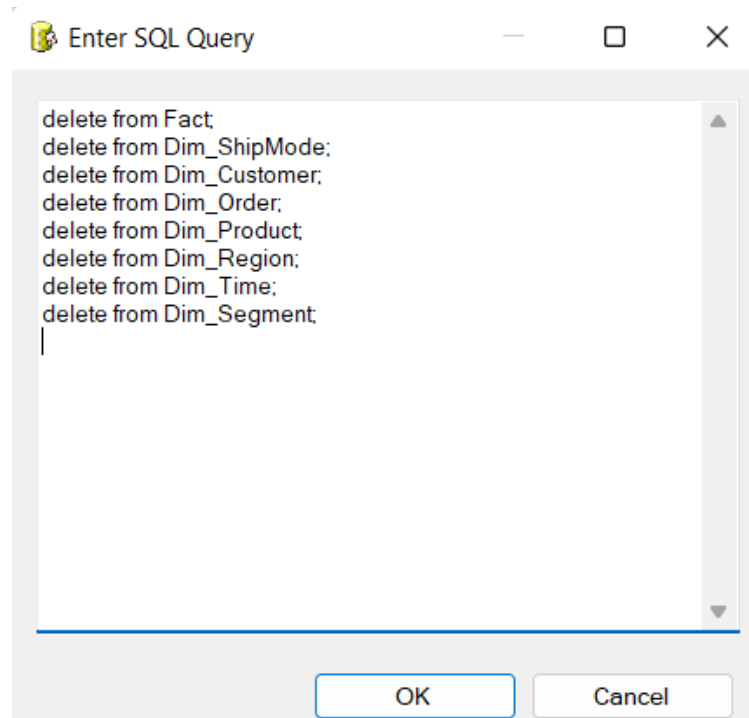 Enter SQL Query
delete from Fact;
delete from Dim_ShipMode;
delete from Dim_Customer;
delete from Dim_Order;
delete from Dim_Product;
delete from Dim_Region;
delete from Dim_Time;
delete from Dim_Segment;
OK Cancel